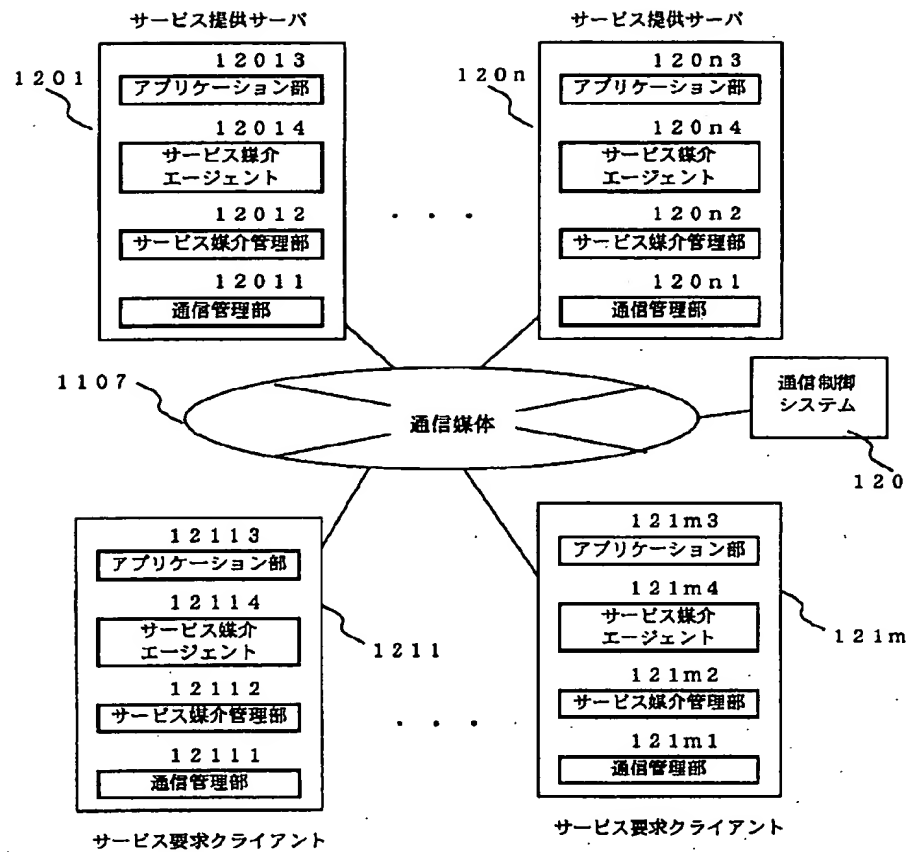 サービス提供サーバ
1201
12013
アプリケーション部
12014
サービス媒介
エージェント
12012
サービス媒介管理部
12011
通信管理部
サービス提供サーバ
120n
120n3
アプリケーション部
120n4
サービス媒介
エージェント
120n2
サービス媒介管理部
120n1
通信管理部
・・・
1107
通信媒体
通信制御
システム
120
12113
アプリケーション部
12114
サービス媒介
エージェント
12112
サービス媒介管理部
12111
通信管理部
1211
サービス要求クライアント
・・・
121m3
アプリケーション部
121m4
サービス媒介
エージェント
121m2
サービス媒介管理部
121m1
通信管理部
121m
サービス要求クライアント